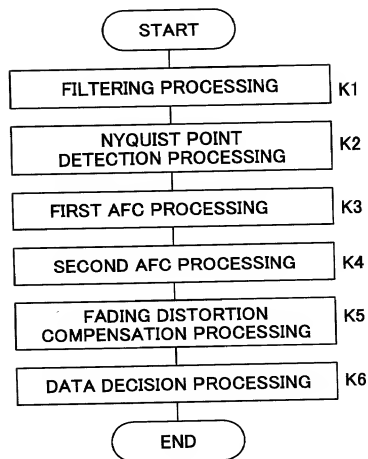 START
FILTERING PROCESSING K1
NYQUIST POINT K2
DETECTION PROCESSING
FIRST AFC PROCESSING K3
SECOND AFC PROCESSING K4
FADING DISTORTION K5
COMPENSATION PROCESSING
DATA DECISION PROCESSING K6
END